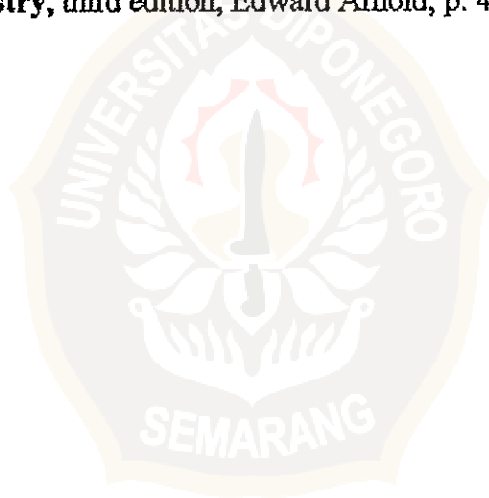 stry, third edition, Edward Arnold, p. 4
UNIVERSITAS DIPONEGORO
SEMARANG